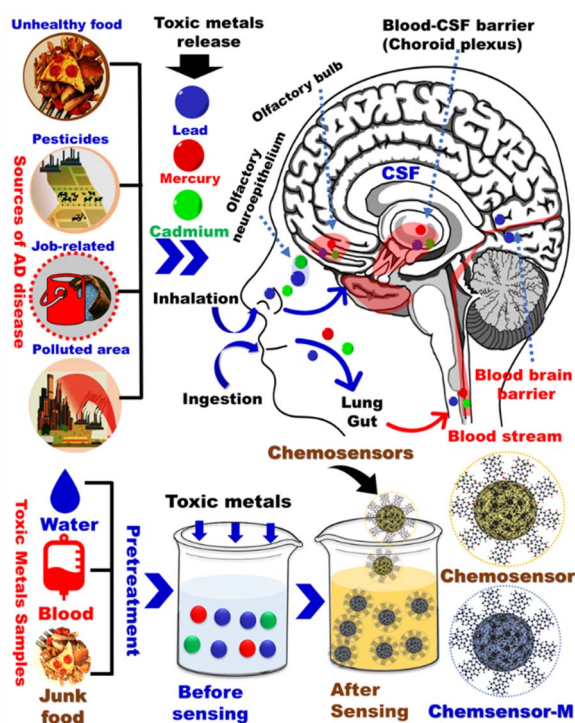 Unhealthy food
Pesticides
Job-related
Polluted area
Sources of AD disease
Toxic metals
release
Lead
Mercury
Cadmium
Blood-CSF barrier
(Choroid plexus)
Olfactory bulb
Olfactory
neuroepithelium
CSF
Inhalation
Ingestion
Lung
Gut
Blood brain
barrier
Blood stream
Toxic Metals Samples
Water
Blood
Junk
food
Pretreatment
Toxic metals
Before
sensing
Chemosensors
After
Sensing
Chemosensor
Chemsensor-M